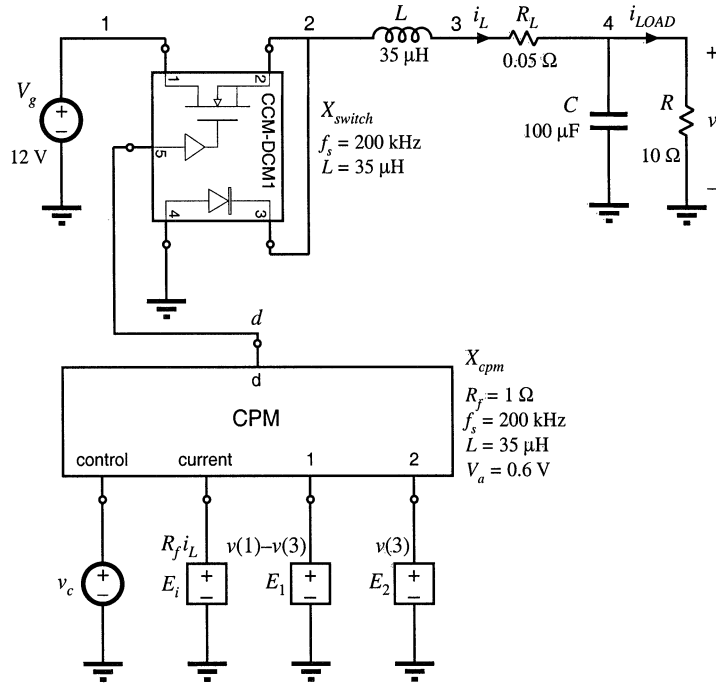 1
2
L
35 µH
3
i_L
R_L
0.05 Ω
4
i_LOAD
+
V_g
+
–
12 V
1
2
CCM-DCM1
5
4
3
X_switch
f_s = 200 kHz
L = 35 µH
C
100 µF
R
10 Ω
v
–
d
d
CPM
control
current
1
2
X_cpm
R_f = 1 Ω
f_s = 200 kHz
L = 35 µH
V_a = 0.6 V
v_c
+
–
R_f i_L
E_i
+
–
v(1)–v(3)
E_1
+
–
v(3)
E_2
+
–